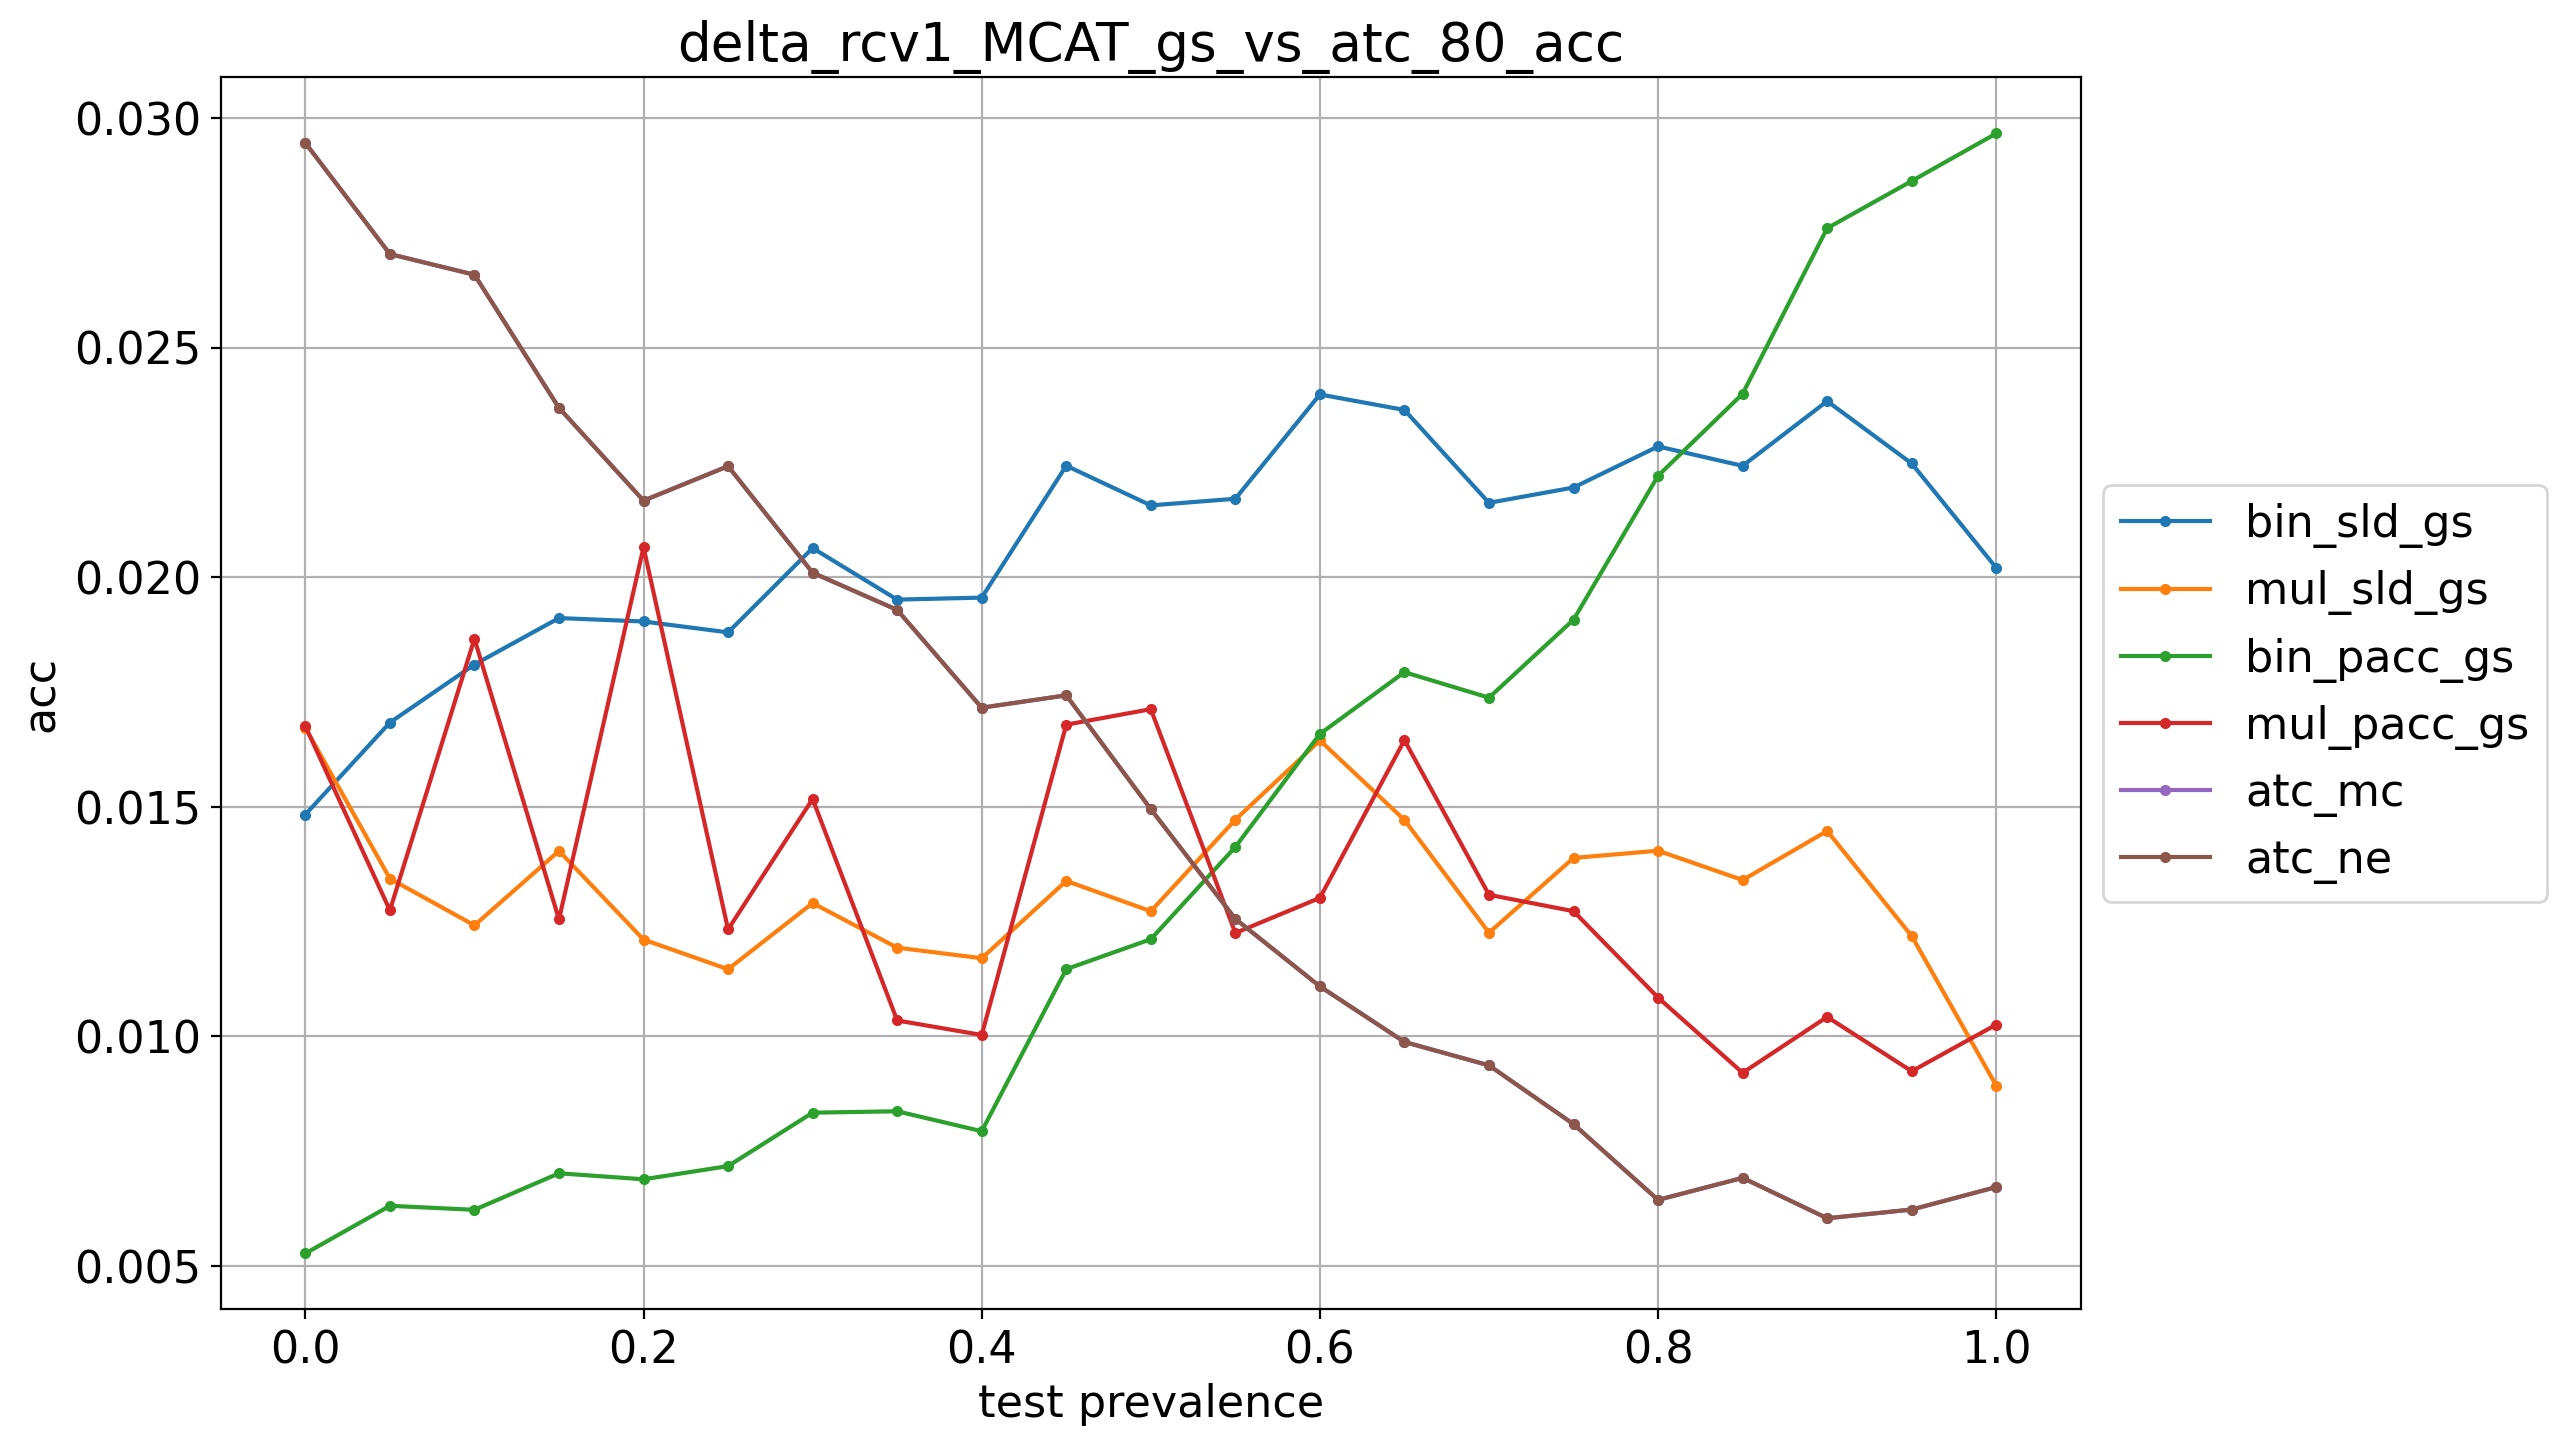 delta_rcv1_MCAT_gs_vs_atc_80_acc
0.030
0.025
0.020
0.015
0.010
0.005
acc
0.0
0.2
0.4
0.6
0.8
1.0
test prevalence
bin_sld_gs
mul_sld_gs
bin_pacc_gs
mul_pacc_gs
atc_mc
atc_ne